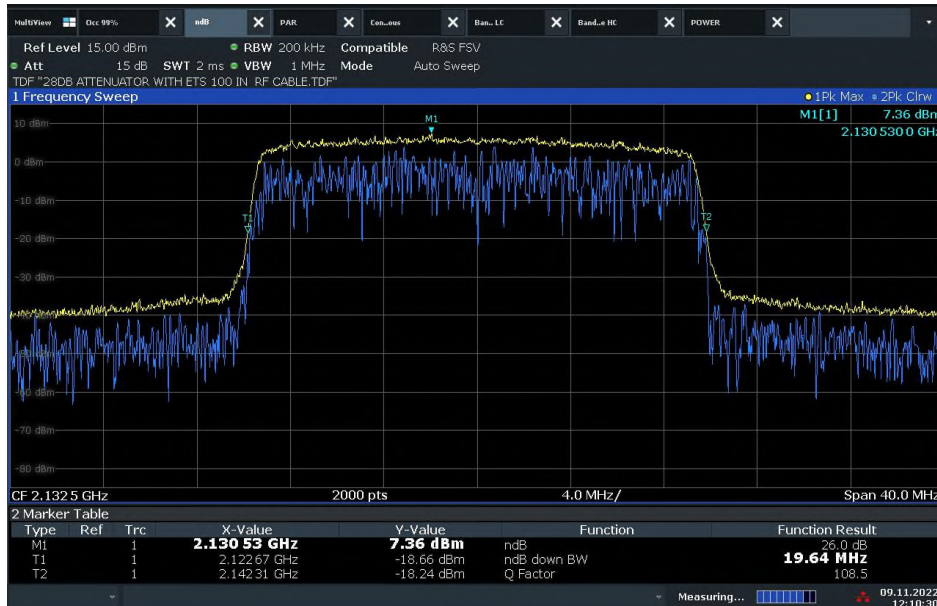 MultiView Occ 99% ndB PAR Con..ous Ban.. LC Band..e HC POWER
Ref Level 15.00 dBm RBW 200 kHz Compatible R&S FSV
Att 15 dB SWT 2 ms VBW 1 MHz Mode Auto Sweep
TDF "28DB ATTENUATOR WITH ETS 100 IN RF CABLE.TDF"
1 Frequency Sweep 1Pk Max 2Pk Clrw
M1[1] 7.36 dBm
2.130 530 0 GHz
10 dBm
M1
0 dBm
-10 dBm
T1 T2
-20 dBm
-30 dBm
-60 dBm
-70 dBm
-80 dBm
CF 2.132 5 GHz 2000 pts 4.0 MHz/ Span 40.0 MHz
2 Marker Table
Type Ref Trc X-Value Y-Value Function Function Result
M1 1 2.130 53 GHz 7.36 dBm ndB 26.0 dB
T1 1 2.122 67 GHz -18.66 dBm ndB down BW 19.64 MHz
T2 1 2.142 31 GHz -18.24 dBm Q Factor 108.5
Measuring... 09.11.2022
12:10:30